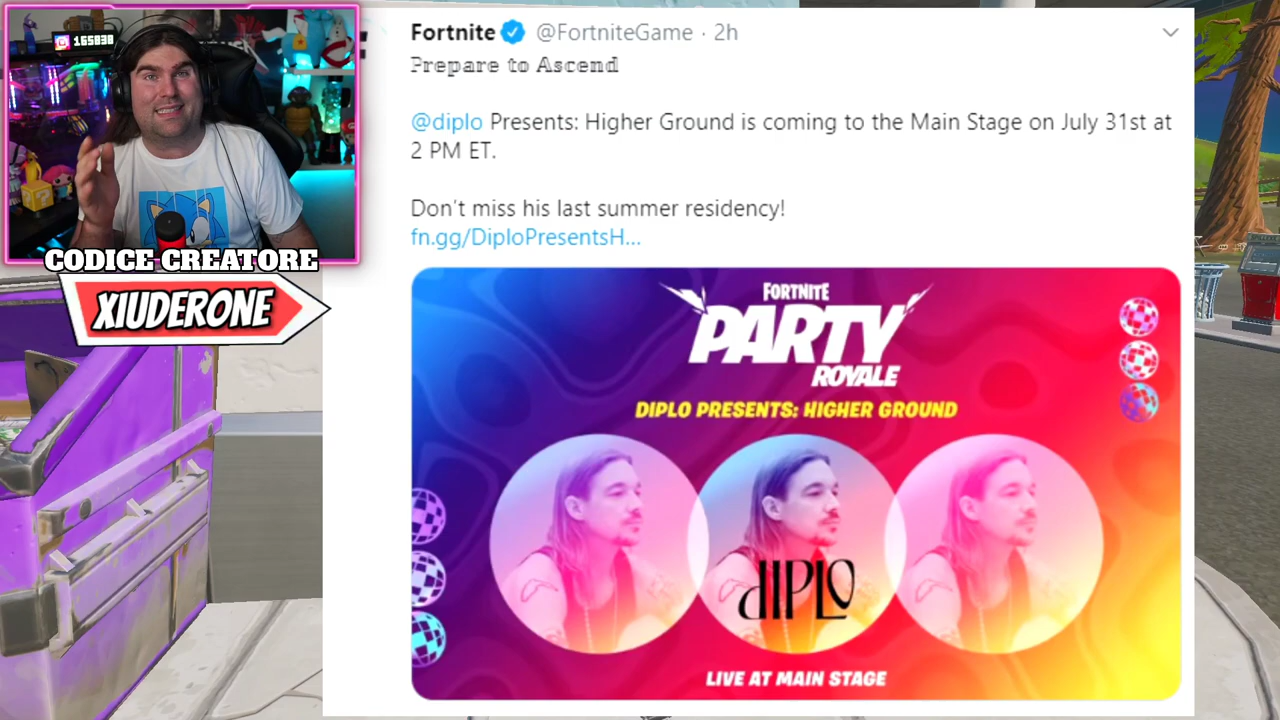 165838
CODICE CREATORE
XIUDERONE
Fortnite @FortniteGame · 2h
Prepare to Ascend
@diplo Presents: Higher Ground is coming to the Main Stage on July 31st at
2 PM ET.
Don't miss his last summer residency!
fn.gg/DiploPresentsH...
FORTNITE
PARTY
ROYALE
DIPLO PRESENTS: HIGHER GROUND
dIPLO
LIVE AT MAIN STAGE